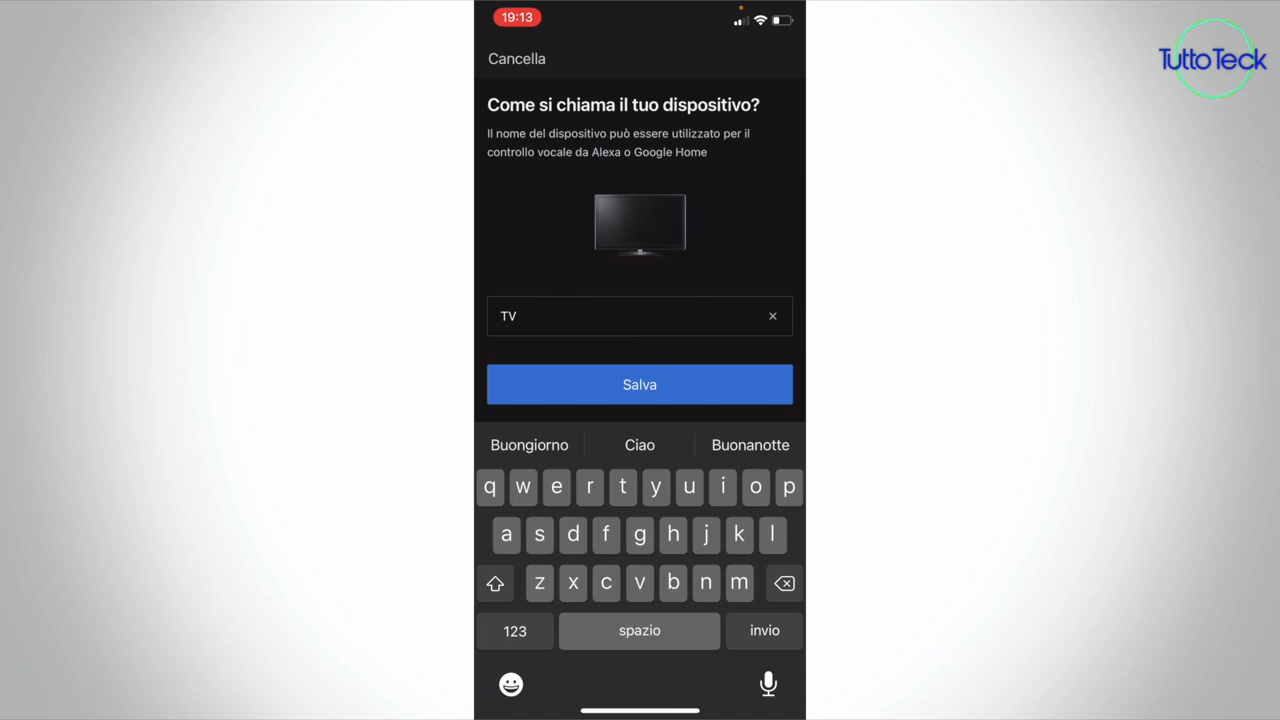 19:13
TuttoTeck
Cancella
Come si chiama il tuo dispositivo?
Il nome del dispositivo può essere utilizzato per il
controllo vocale da Alexa o Google Home
TV
Salva
Buongiorno Ciao Buonanotte
q w e r t y u i o p
a s d f g h j k l
z x c v b n m
123 spazio invio